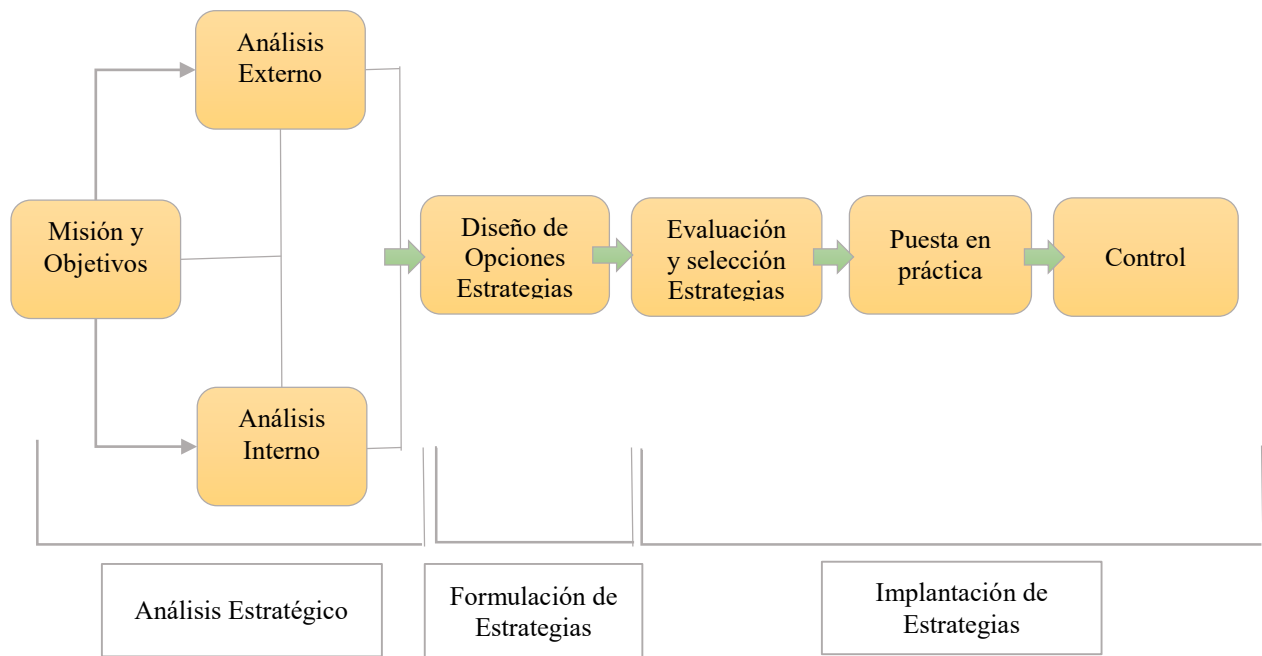 Análisis
Externo
Misión y
Objetivos
Análisis
Interno
Diseño de
Opciones
Estrategias
Evaluación
y selección
Estrategias
Puesta en
práctica
Control
Análisis Estratégico
Formulación de
Estrategias
Implantación de
Estrategias